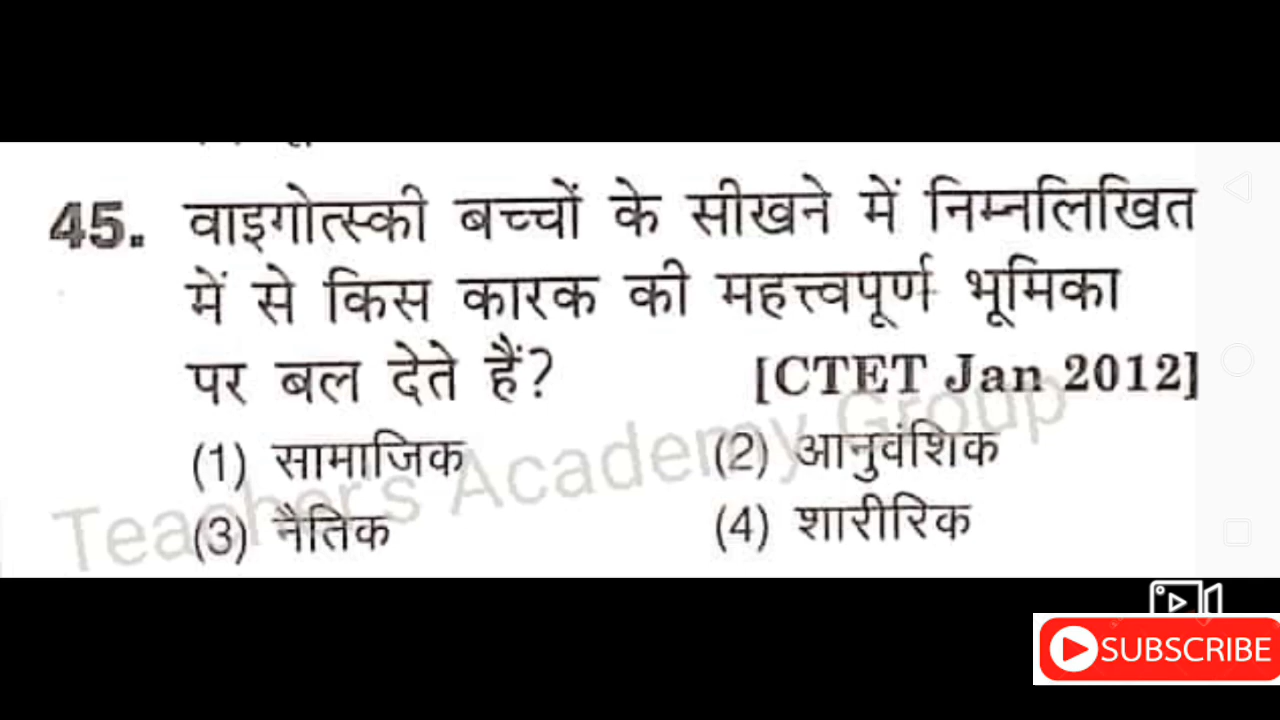 45. वाइगोत्स्की बच्चों के सीखने में निम्नलिखित
में से किस कारक की महत्त्वपूर्ण भूमिका
पर बल देते हैं? [CTET Jan 2012]
(1) सामाजिक (2) आनुवंशिक
(3) नैतिक (4) शारीरिक
Teacher's Academy Group
SUBSCRIBE